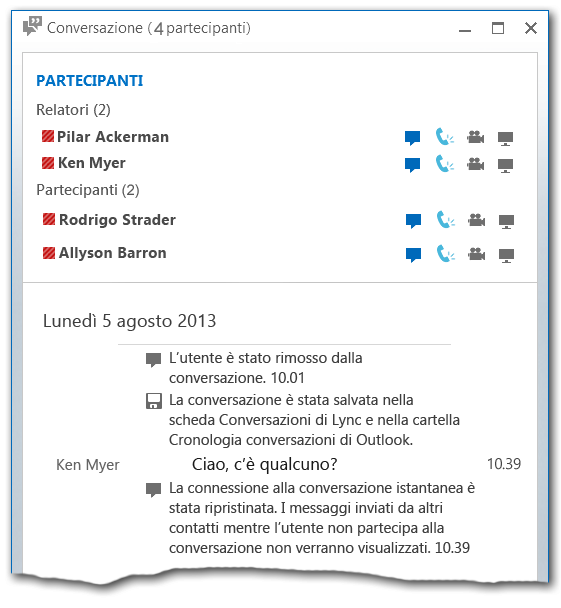 Conversazione (4 partecipanti)
PARTECIPANTI
Relatori (2)
Pilar Ackerman
Ken Myer
Partecipanti (2)
Rodrigo Strader
Allyson Barron
Lunedì 5 agosto 2013
L'utente è stato rimosso dalla
conversazione. 10.01
La conversazione è stata salvata nella
scheda Conversazioni di Lync e nella cartella
Cronologia conversazioni di Outlook.
Ken Myer Ciao, c'è qualcuno? 10.39
La connessione alla conversazione istantanea è
stata ripristinata. I messaggi inviati da altri
contatti mentre l'utente non partecipa alla
conversazione non verranno visualizzati. 10.39